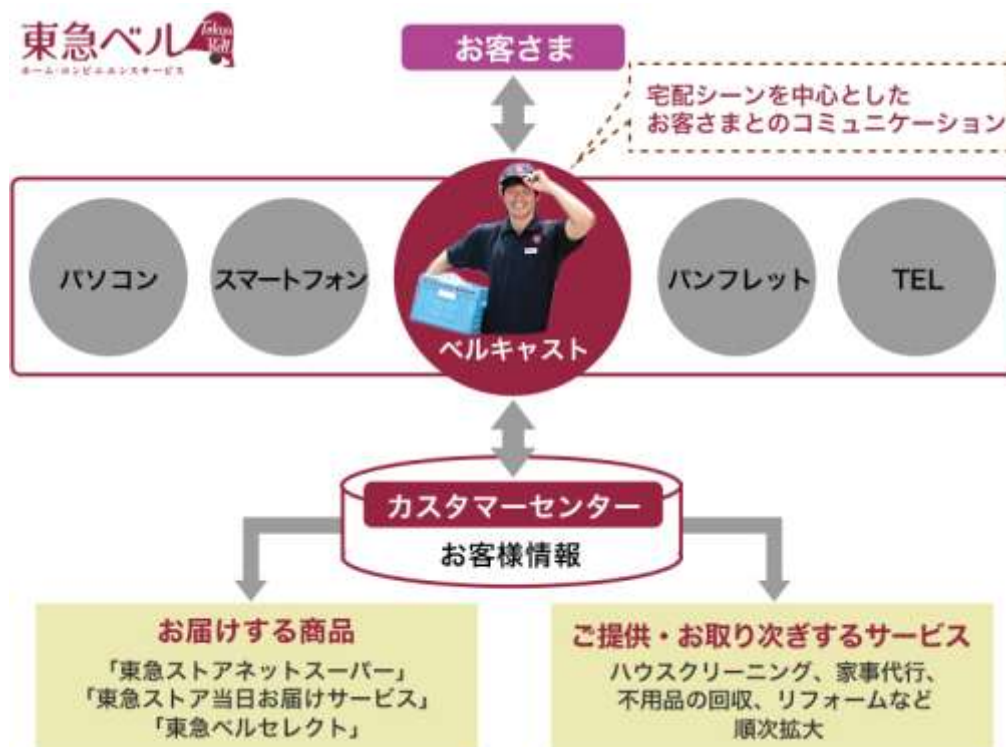 東急ベル
Tokyu Bell
ホーム・コンビニエンスサービス
お客さま
宅配シーンを中心とした
お客さまとのコミュニケーション
パソコン
スマートフォン
ベルキャスト
パンフレット
TEL
カスタマーセンター
お客様情報
お届けする商品
「東急ストアネットスーパー」
「東急ストア当日お届けサービス」
「東急ベルセレクト」
ご提供・お取り次ぎするサービス
ハウスクリーニング、家事代行、
不用品の回収、リフォームなど
順次拡大